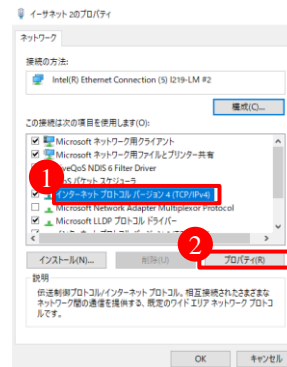 イーサネット 2のプロパティ
ネットワーク
接続の方法:
Intel(R) Ethernet Connection (5) I219-LM #2
構成(C)...
この接続は次の項目を使用します(O):
Microsoft ネットワーク用クライアント
Microsoft ネットワーク用ファイルとプリンター共有
veQoS NDIS 6 Filter Driver
1
パケット スケジューラ
インターネット プロトコル バージョン 4 (TCP/IPv4)
Microsoft Network Adapter Multiplexor Protocol
Microsoft LLDP プロトコル ドライバー
2
インストール(N)...
削除(U)
プロパティ(R)
説明
伝送制御プロトコル/インターネット プロトコル。相互接続されたさまざまな
ネットワーク間の通信を提供する、既定のワイド エリア ネットワーク プロトコ
ルです。
OK
キャンセル